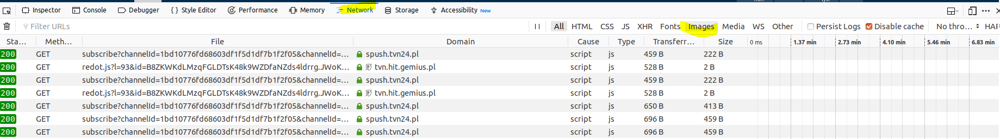 min. tys.
Inspector Console Debugger {} Style Editor Performance Memory Network Storage Accessibility New
Filter URLs All HTML CSS JS XHR Fonts Images Media WS Other Persist Logs Disable cache No thro… HAR
Sta… Meth… File Domain Cause Type Transferr… Size 0 ms 1.37 min 2.73 min 4.10 min 5.46 min 6.83 min
200 GET subscribe?channelId=1bd10776fd68603df1f5d1df7b1f2f05&channelId=… spush.tvn24.pl script js 459 B 222 B
200 GET redot.js?l=93&id=B8ZKWKdLMzqFGLDTsK48k9WZDfaNZds4ldrrg.JWoK… tvn.hit.gemius.pl script js 528 B 2 B
200 GET subscribe?channelId=1bd10776fd68603df1f5d1df7b1f2f05&channelId=… spush.tvn24.pl script js 459 B 222 B
200 GET redot.js?l=93&id=B8ZKWKdLMzqFGLDTsK48k9WZDfaNZds4ldrrg.JWoK… tvn.hit.gemius.pl script js 528 B 2 B
200 GET subscribe?channelId=1bd10776fd68603df1f5d1df7b1f2f05&channelId=… spush.tvn24.pl script js 650 B 413 B
200 GET subscribe?channelId=1bd10776fd68603df1f5d1df7b1f2f05&channelId=… spush.tvn24.pl script js 696 B 459 B
200 GET subscribe?channelId=1bd10776fd68603df1f5d1df7b1f2f05&channelId=… spush.tvn24.pl script js 696 B 459 B